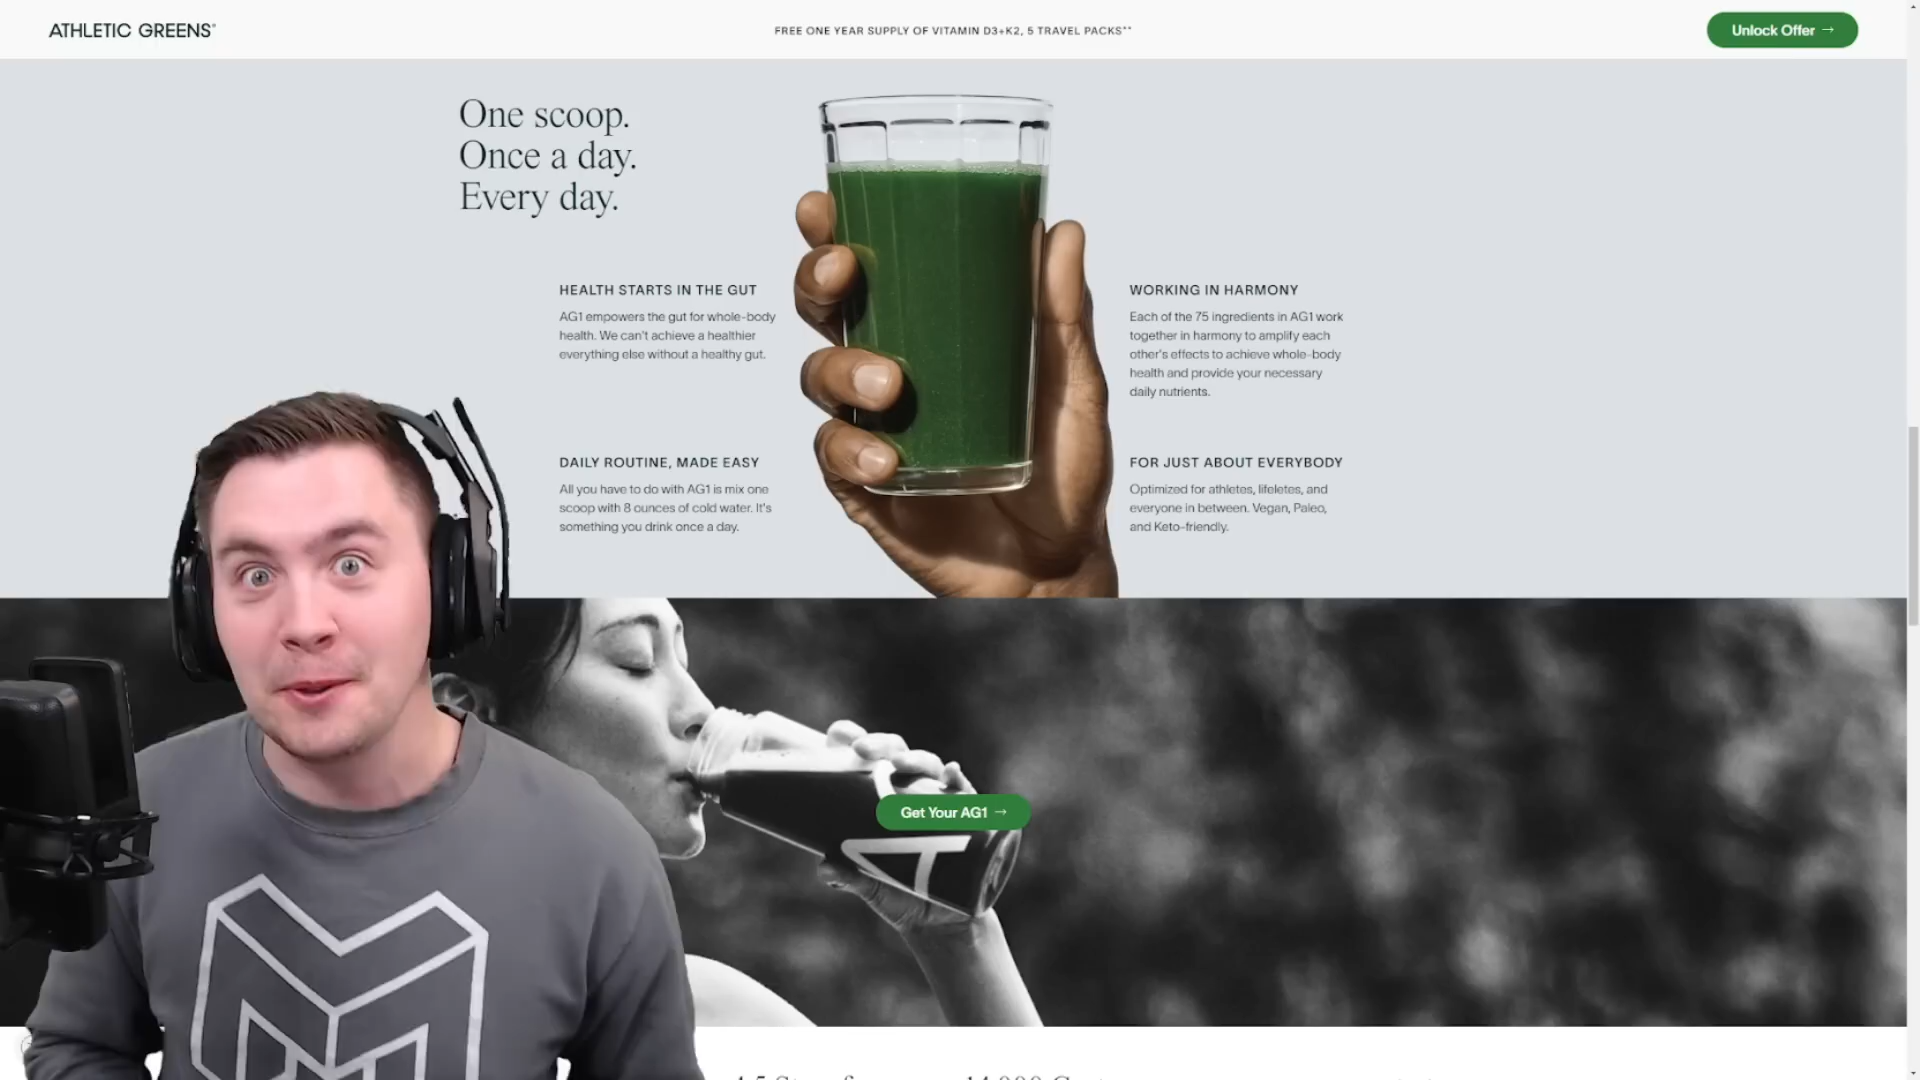 ATHLETIC GREENS®
FREE ONE YEAR SUPPLY OF VITAMIN D3+K2, 5 TRAVEL PACKS**
Unlock Offer →
One scoop.
Once a day.
Every day.
HEALTH STARTS IN THE GUT
AG1 empowers the gut for whole-body
health. We can't achieve a healthier
everything else without a healthy gut.
WORKING IN HARMONY
Each of the 75 ingredients in AG1 work
together in harmony to amplify each
other's effects to achieve whole-body
health and provide your necessary
daily nutrients.
DAILY ROUTINE, MADE EASY
All you have to do with AG1 is mix one
scoop with 8 ounces of cold water. It's
something you drink once a day.
FOR JUST ABOUT EVERYBODY
Optimized for athletes, lifeletes, and
everyone in between. Vegan, Paleo,
and Keto-friendly.
Get Your AG1 →